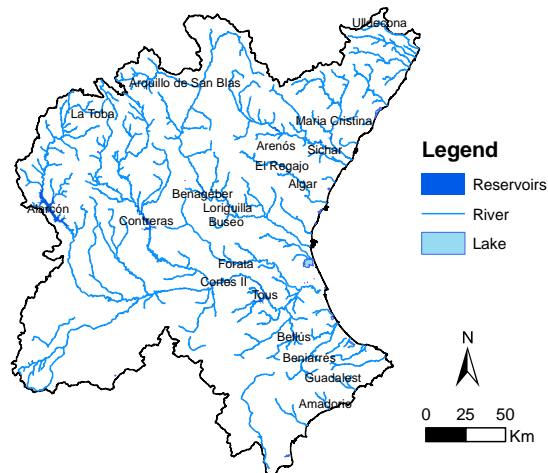 Ulldecona
Arquillo de San Blas
La Toba
Maria Cristina
Arenós
Sichar
El Regajo
Algar
Benageber
Alarcón
Loriguilla
Contreras
Buseo
Forata
Cortes II
Tous
Bellús
Beniarrés
Guadalest
Amadorio
Legend
Reservoirs
River
Lake
N
0 25 50
Km